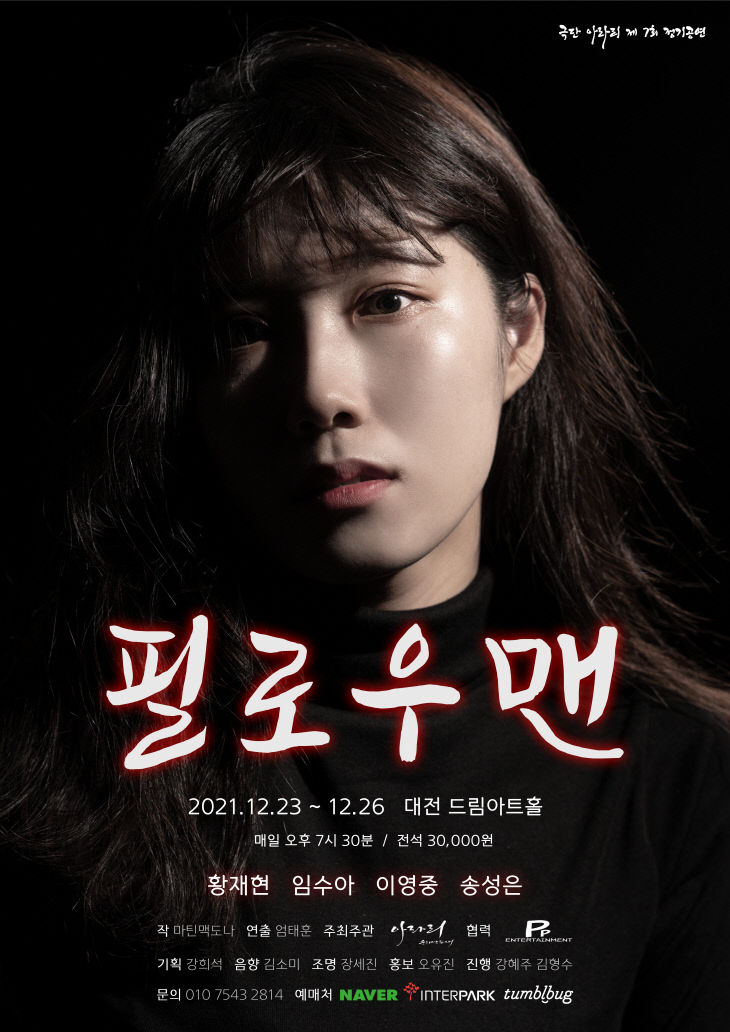 극단 아라리 제 7회 정기공연
필로우맨
2021.12.23 ~ 12.26 대전 드림아트홀
매일 오후 7시 30분 / 전석 30,000원
황재현 임수아 이영중 송성은
작 마틴맥도나 연출 엄태훈 주최주관 아라리 협력 PP ENTERTAINMENT
기획 강희석 음향 김소미 조명 장세진 홍보 오유진 진행 강혜주 김형수
문의 010 7543 2814 예매처 NAVER INTERPARK tumblbug